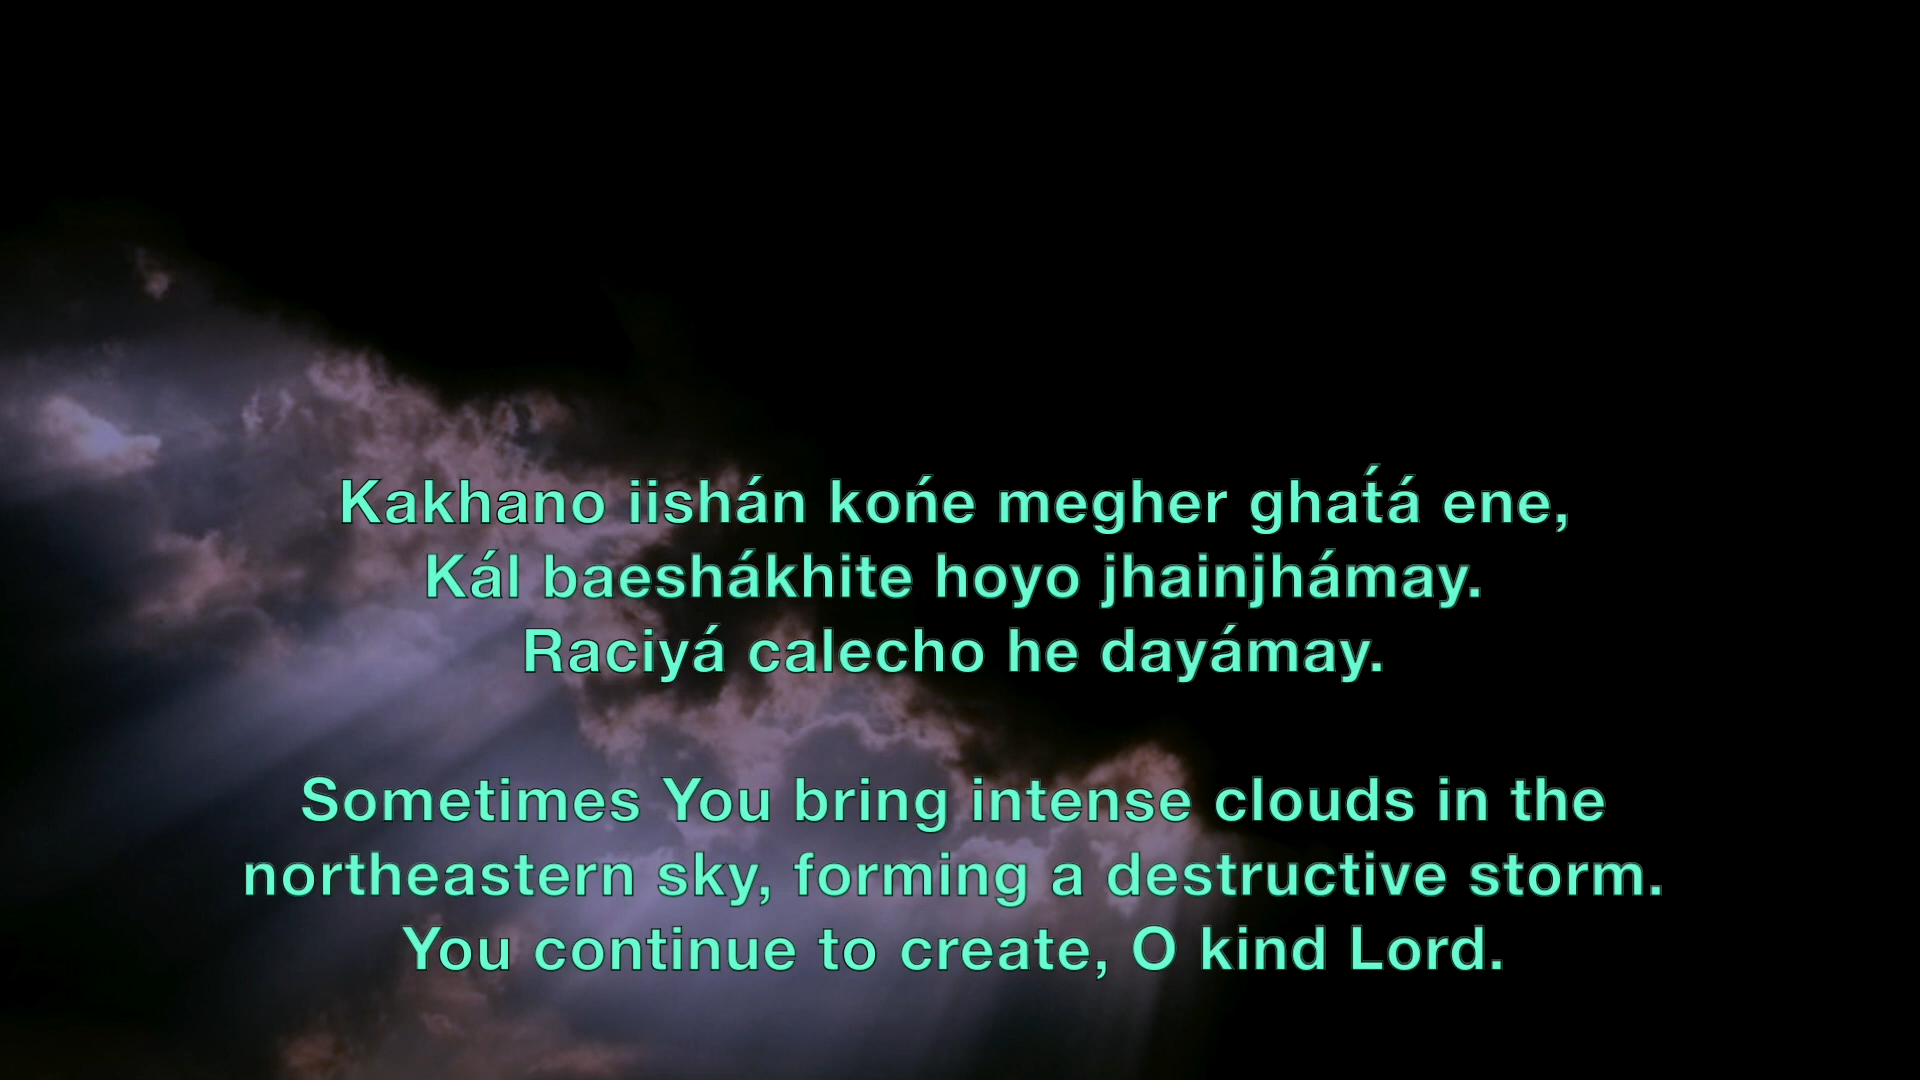 Kakhano iishán końe megher ghat́á ene,
Kál baeshákhite hoyo jhainjhámay.
Raciyá calecho he dayámay.
Sometimes You bring intense clouds in the
northeastern sky, forming a destructive storm.
You continue to create, O kind Lord.